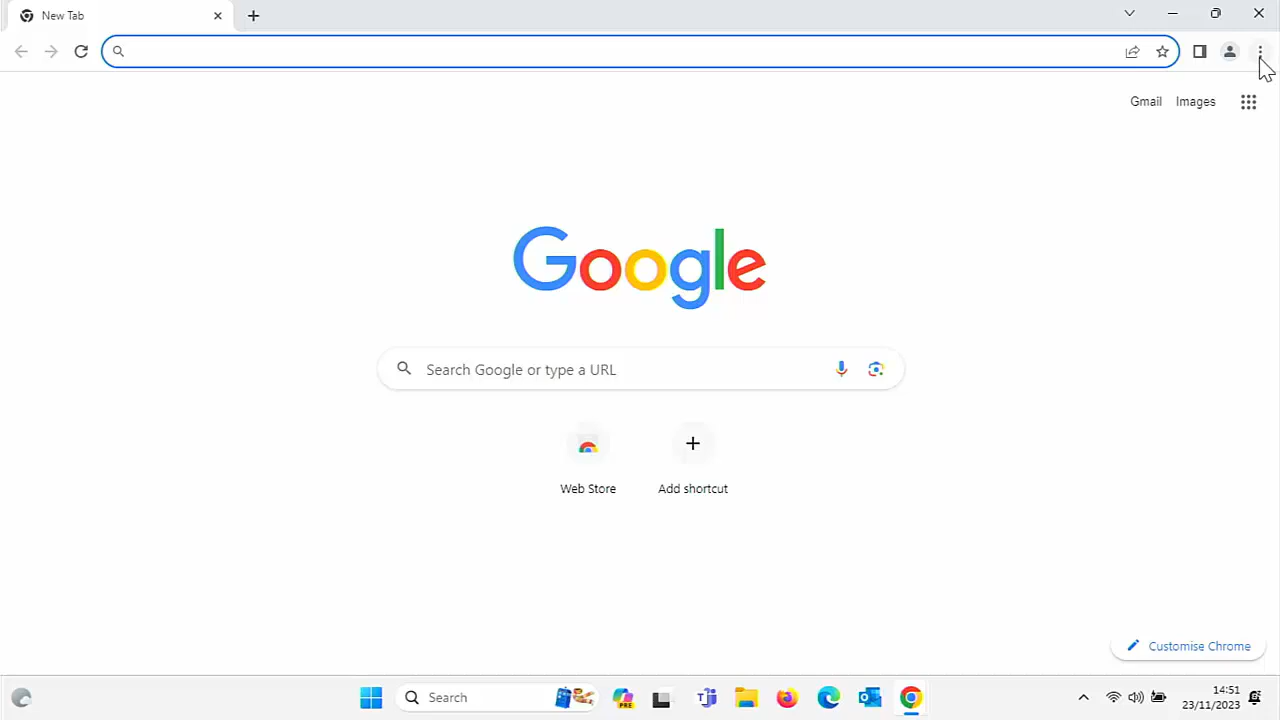 New Tab
Gmail Images
Google
Search Google or type a URL
Web Store Add shortcut
Customise Chrome
Search
PRE
14:51
23/11/2023